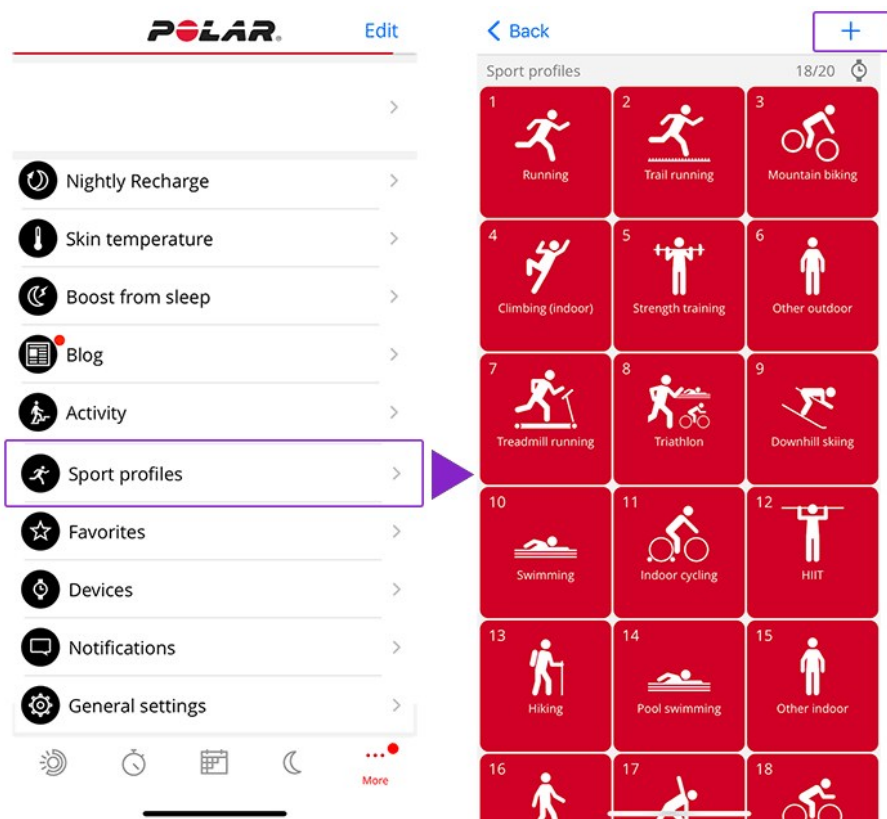 POLAR.
Edit
Nightly Recharge
Skin temperature
Boost from sleep
Blog
Activity
Sport profiles
Favorites
Devices
Notifications
General settings
More
Back
+
Sport profiles 18/20
1 2 3
Running Trail running Mountain biking
4 5 6
Climbing (indoor) Strength training Other outdoor
7 8 9
Treadmill running Triathlon Downhill skiing
10 11 12
Swimming Indoor cycling HIIT
13 14 15
Hiking Pool swimming Other indoor
16 17 18